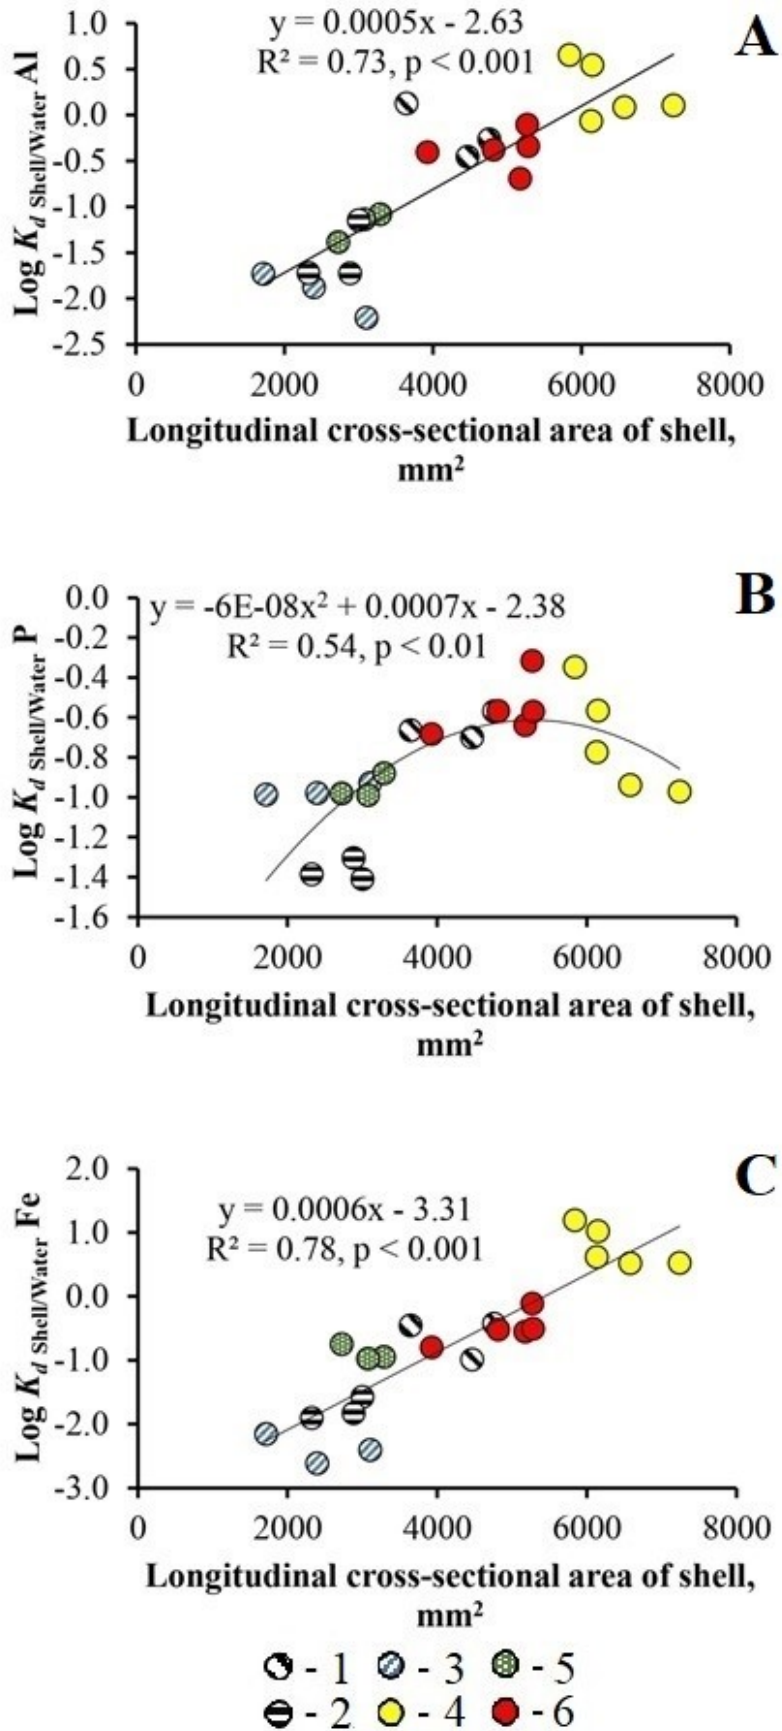 A
y = 0.0005x - 2.63
R² = 0.73, p < 0.001
Log Kd Shell/Water Al
1.0
0.5
0.0
-0.5
-1.0
-1.5
-2.0
-2.5
0 2000 4000 6000 8000
Longitudinal cross-sectional area of shell,
mm²
B
y = -6E-08x² + 0.0007x - 2.38
R² = 0.54, p < 0.01
Log Kd Shell/Water P
0.0
-0.2
-0.4
-0.6
-0.8
-1.0
-1.2
-1.4
-1.6
0 2000 4000 6000 8000
Longitudinal cross-sectional area of shell,
mm²
C
y = 0.0006x - 3.31
R² = 0.78, p < 0.001
Log Kd Shell/Water Fe
2.0
1.0
0.0
-1.0
-2.0
-3.0
0 2000 4000 6000 8000
Longitudinal cross-sectional area of shell,
mm²
- 1 - 3 - 5
- 2 - 4 - 6